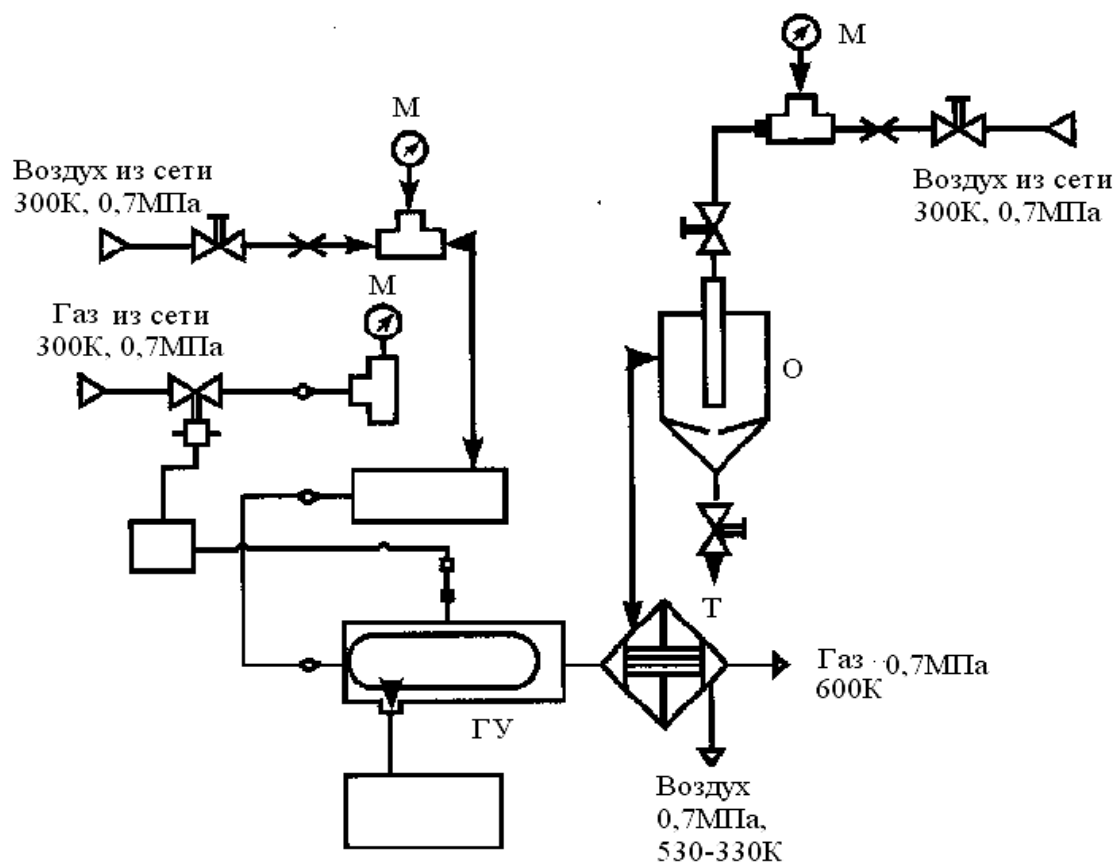 М
М
Воздух из сети
300К, 0,7МПа
Воздух из сети
300К, 0,7МПа
М
Газ из сети
300К, 0,7МПа
О
Т
Газ 0,7МПа
600К
ГУ
Воздух
0,7МПа,
530-330К